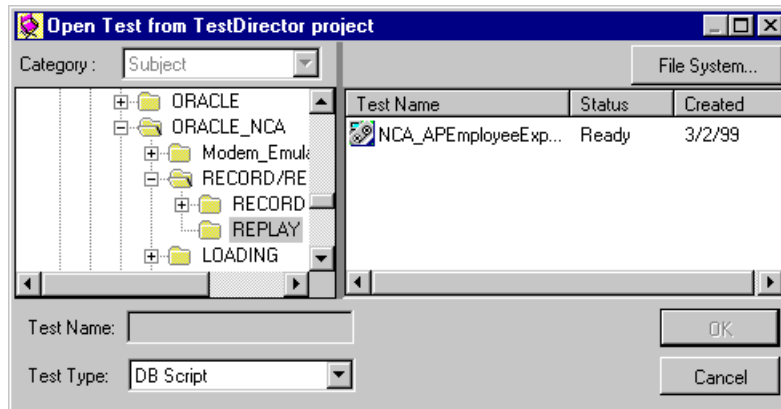 Open Test from TestDirector project
Category : Subject
File System...
ORACLE
ORACLE_NCA
Modem_Emula
RECORD/RE
RECORD
REPLAY
LOADING
Test Name Status Created
NCA_APEmployeeExp... Ready 3/2/99
Test Name:
OK
Test Type: DB Script
Cancel